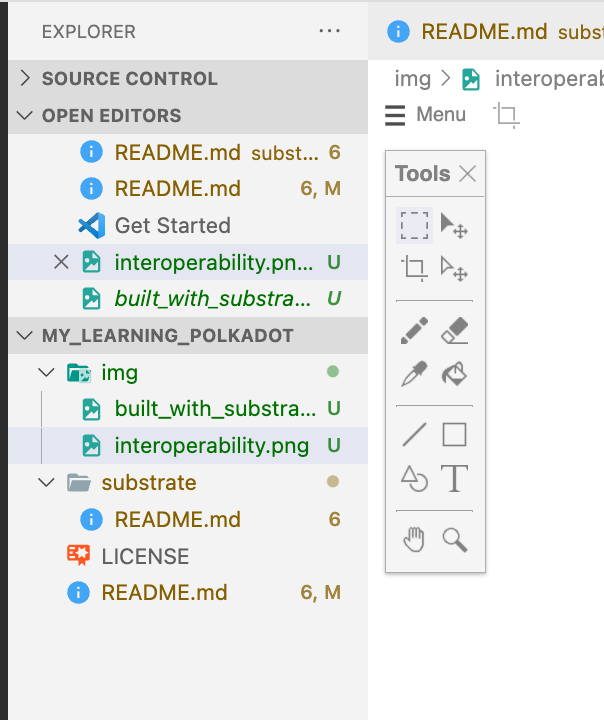 EXPLORER ···
SOURCE CONTROL
OPEN EDITORS
README.md subst... 6
README.md 6, M
Get Started
interoperability.pn... U
built_with_substra... U
MY_LEARNING_POLKADOT
img
built_with_substra... U
interoperability.png U
substrate
README.md 6
LICENSE
README.md 6, M
README.md subst
img > interoperab
Menu
Tools
T